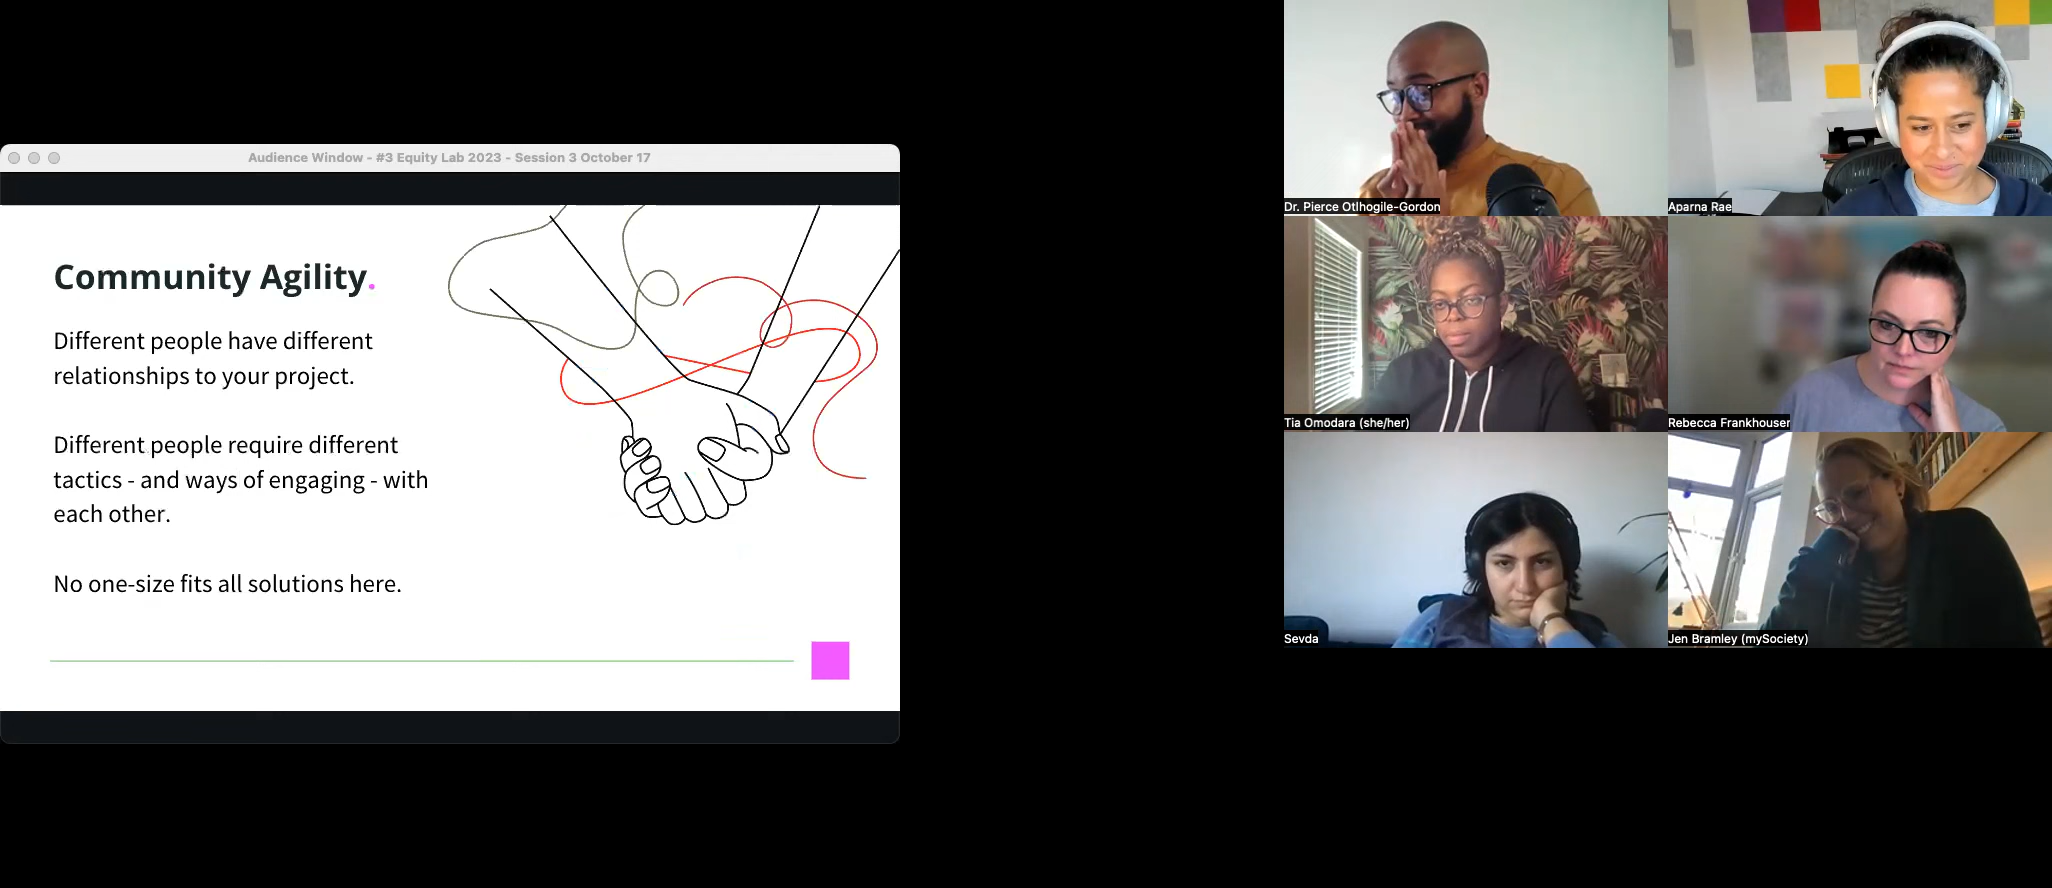 Audience Window - #3 Equity Lab 2023 - Session 3 October 17
Community Agility.
Different people have different
relationships to your project.
Different people require different
tactics - and ways of engaging - with
each other.
No one-size fits all solutions here.
Dr. Pierce Otlhogile-Gordon
Aparna Rae
Tia Omodara (she/her)
Rebecca Frankhouser
Sevda
Jen Bramley (mySociety)